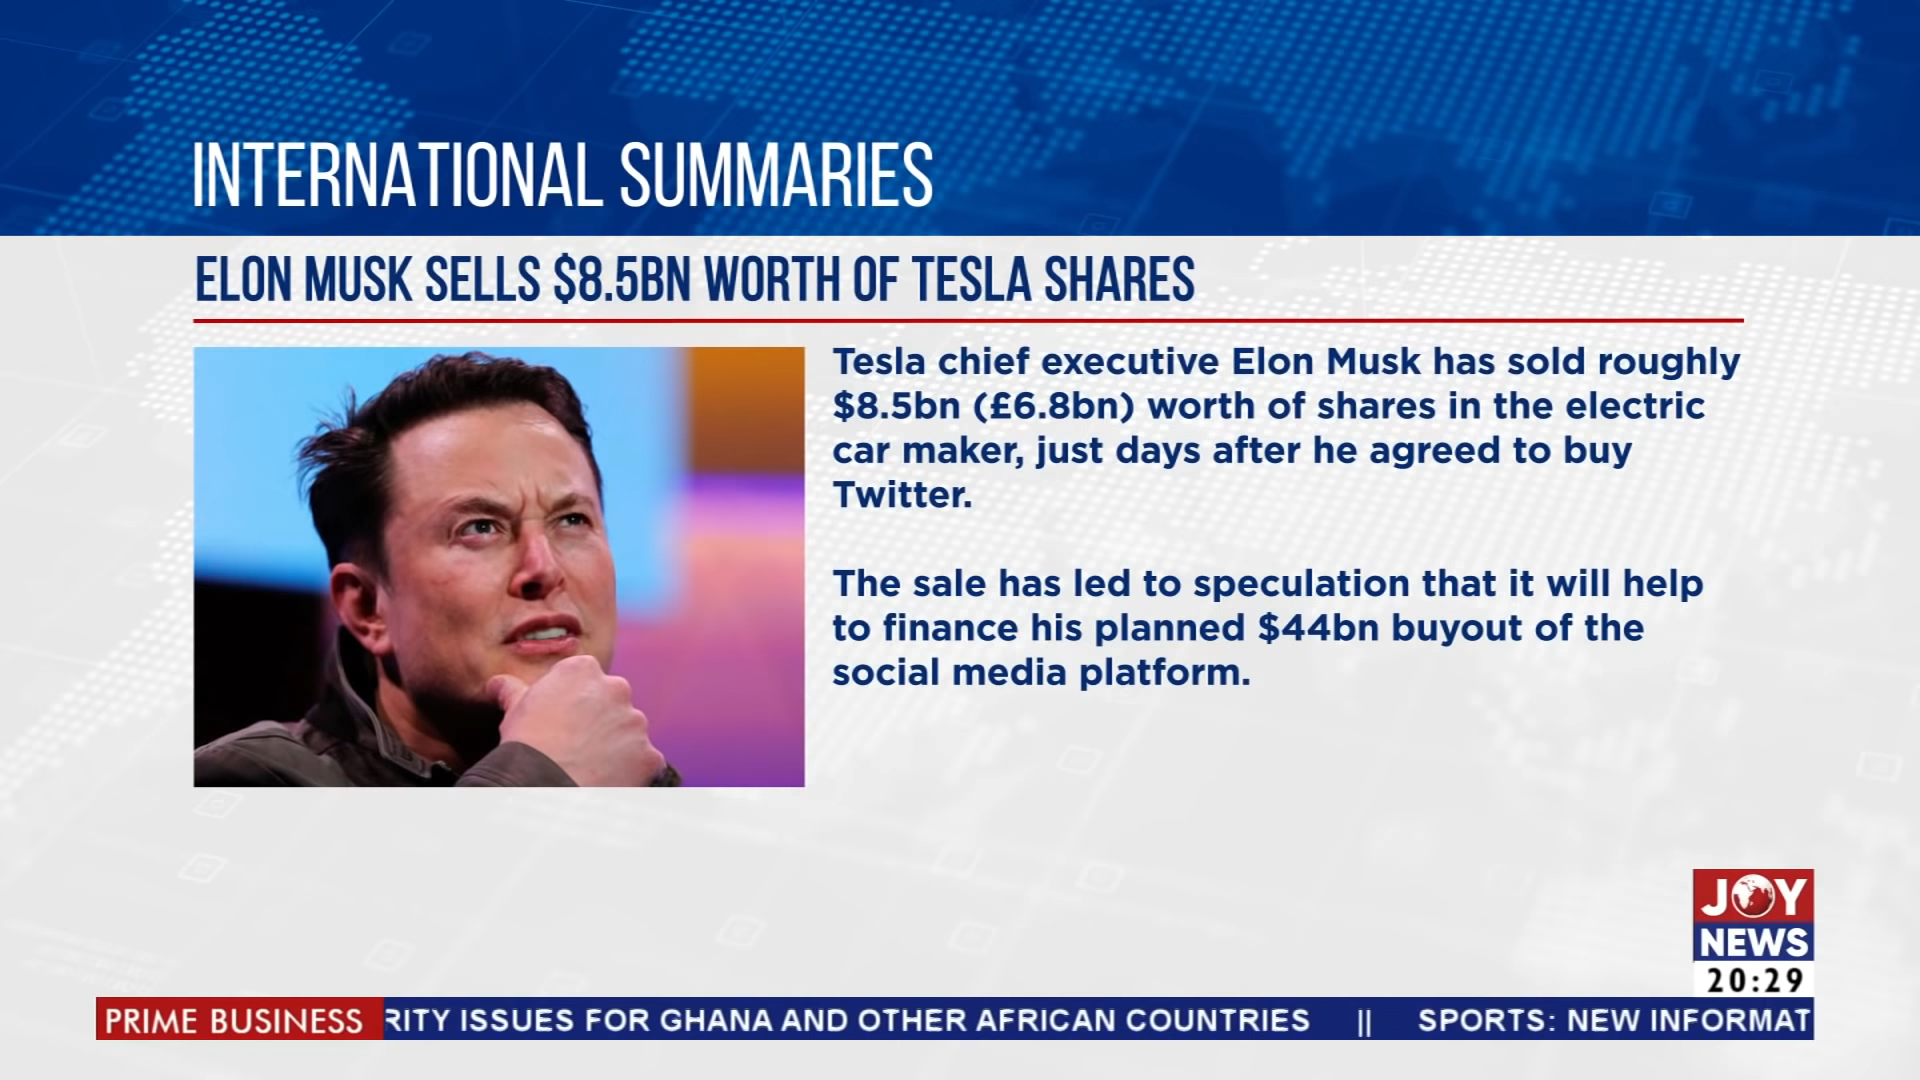 INTERNATIONAL SUMMARIES
ELON MUSK SELLS $8.5BN WORTH OF TESLA SHARES
Tesla chief executive Elon Musk has sold roughly
$8.5bn (£6.8bn) worth of shares in the electric
car maker, just days after he agreed to buy
Twitter.
The sale has led to speculation that it will help
to finance his planned $44bn buyout of the
social media platform.
JOY
NEWS
20:29
PRIME BUSINESS
RITY ISSUES FOR GHANA AND OTHER AFRICAN COUNTRIES || SPORTS: NEW INFORMAT